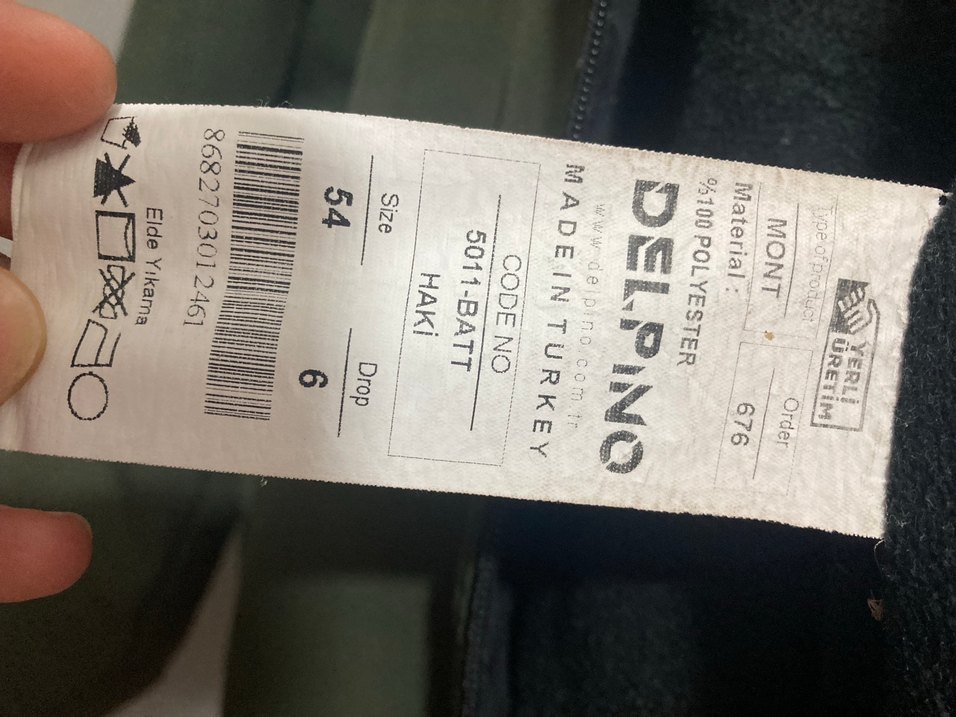 YERLİ
ÜRETİM
Type of product
MONT
Order
676
Material :
%100 POLYESTER
DELPINO
www.delpino.com.tr
MADE IN TURKEY
CODE NO
5011-BATT
HAKİ
Size
54
Drop
6
8682703012461
Elde Yıkama